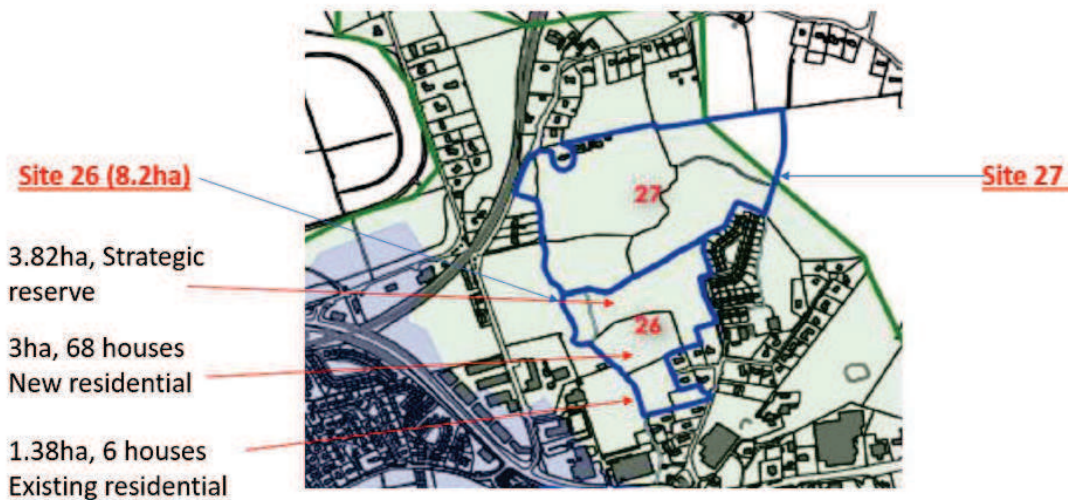 Site 26 (8.2ha)
3.82ha, Strategic
reserve
3ha, 68 houses
New residential
1.38ha, 6 houses
Existing residential
27
26
Site 27